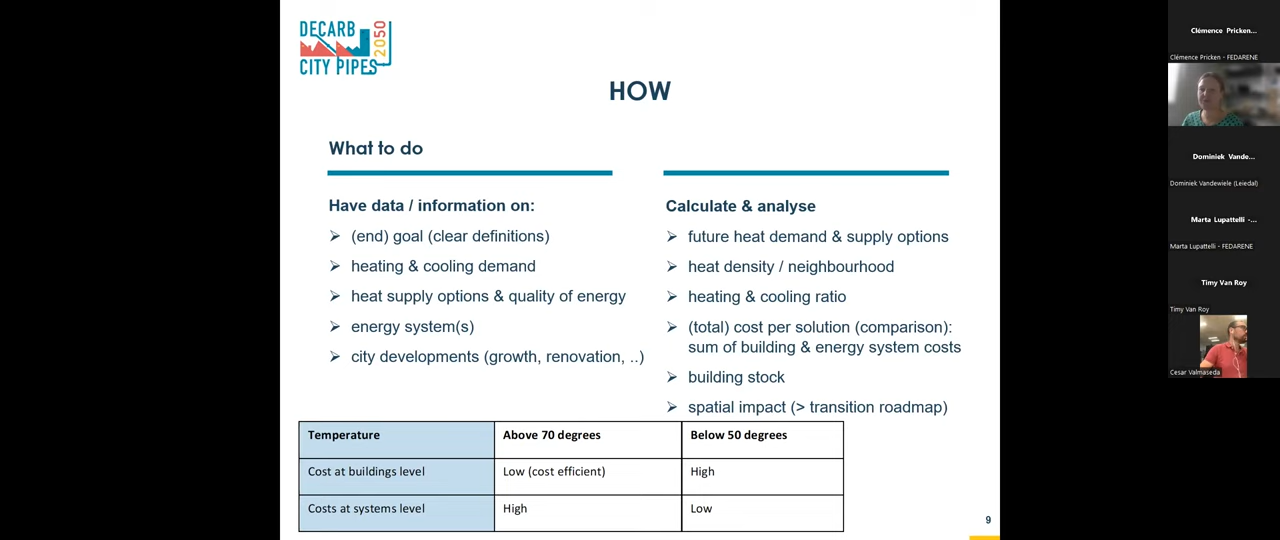 DECARB
CITY PIPES
2050
HOW
What to do
Have data / information on:
(end) goal (clear definitions)
heating & cooling demand
heat supply options & quality of energy
energy system(s)
city developments (growth, renovation, ..)
Calculate & analyse
future heat demand & supply options
heat density / neighbourhood
heating & cooling ratio
(total) cost per solution (comparison):
sum of building & energy system costs
building stock
spatial impact (> transition roadmap)
Temperature Above 70 degrees Below 50 degrees
Cost at buildings level Low (cost efficient) High
Costs at systems level High Low
9
Clémence Pricken...
Clémence Pricken - FEDARENE
Dominiek Vande...
Dominiek Vandewiele (Leiedal)
Marta Lupattelli -...
Marta Lupattelli - FEDARENE
Timy Van Roy
Timy Van Roy
Cesar Valmaseda